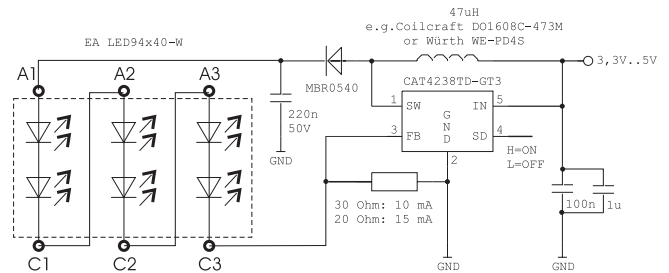 47uH
e.g.Coilcraft DO1608C-473M
or Würth WE-PD4S
EA LED94x40-W
3,3V..5V
A1 A2 A3
MBR0540
CAT4238TD-GT3
1 SW IN 5
GND
3 FB SD 4
2
220n
50V
GND
H=ON
L=OFF
30 Ohm: 10 mA
20 Ohm: 15 mA
100n 1u
C1 C2 C3
GND GND